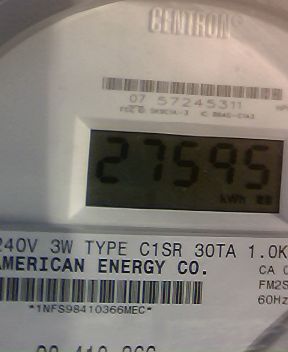 CENTRON®
07 57245311
27595
kWh
240V 3W TYPE C1SR 30TA 1.0K
AMERICAN ENERGY CO.
CA 0
FM2S
60Hz
*1NFS98410366MEC*